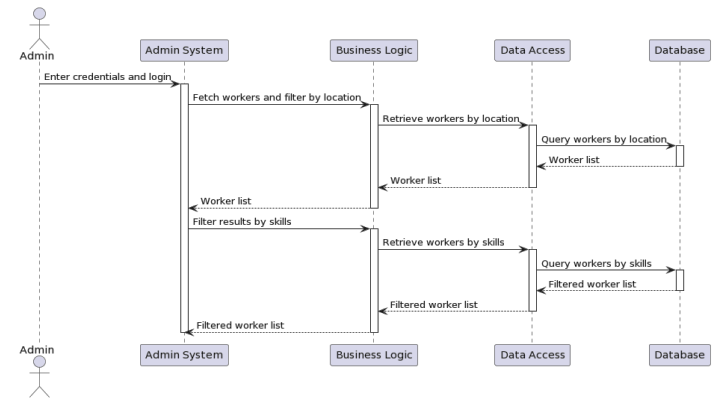 Admin
Admin System
Business Logic
Data Access
Database
Enter credentials and login
Fetch workers and filter by location
Retrieve workers by location
Query workers by location
Worker list
Worker list
Worker list
Filter results by skills
Retrieve workers by skills
Query workers by skills
Filtered worker list
Filtered worker list
Filtered worker list
Admin
Admin System
Business Logic
Data Access
Database